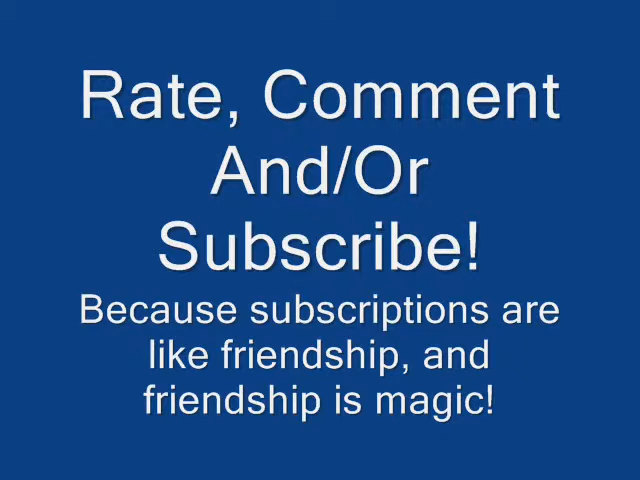 Rate, Comment
And/Or
Subscribe!
Because subscriptions are
like friendship, and
friendship is magic!